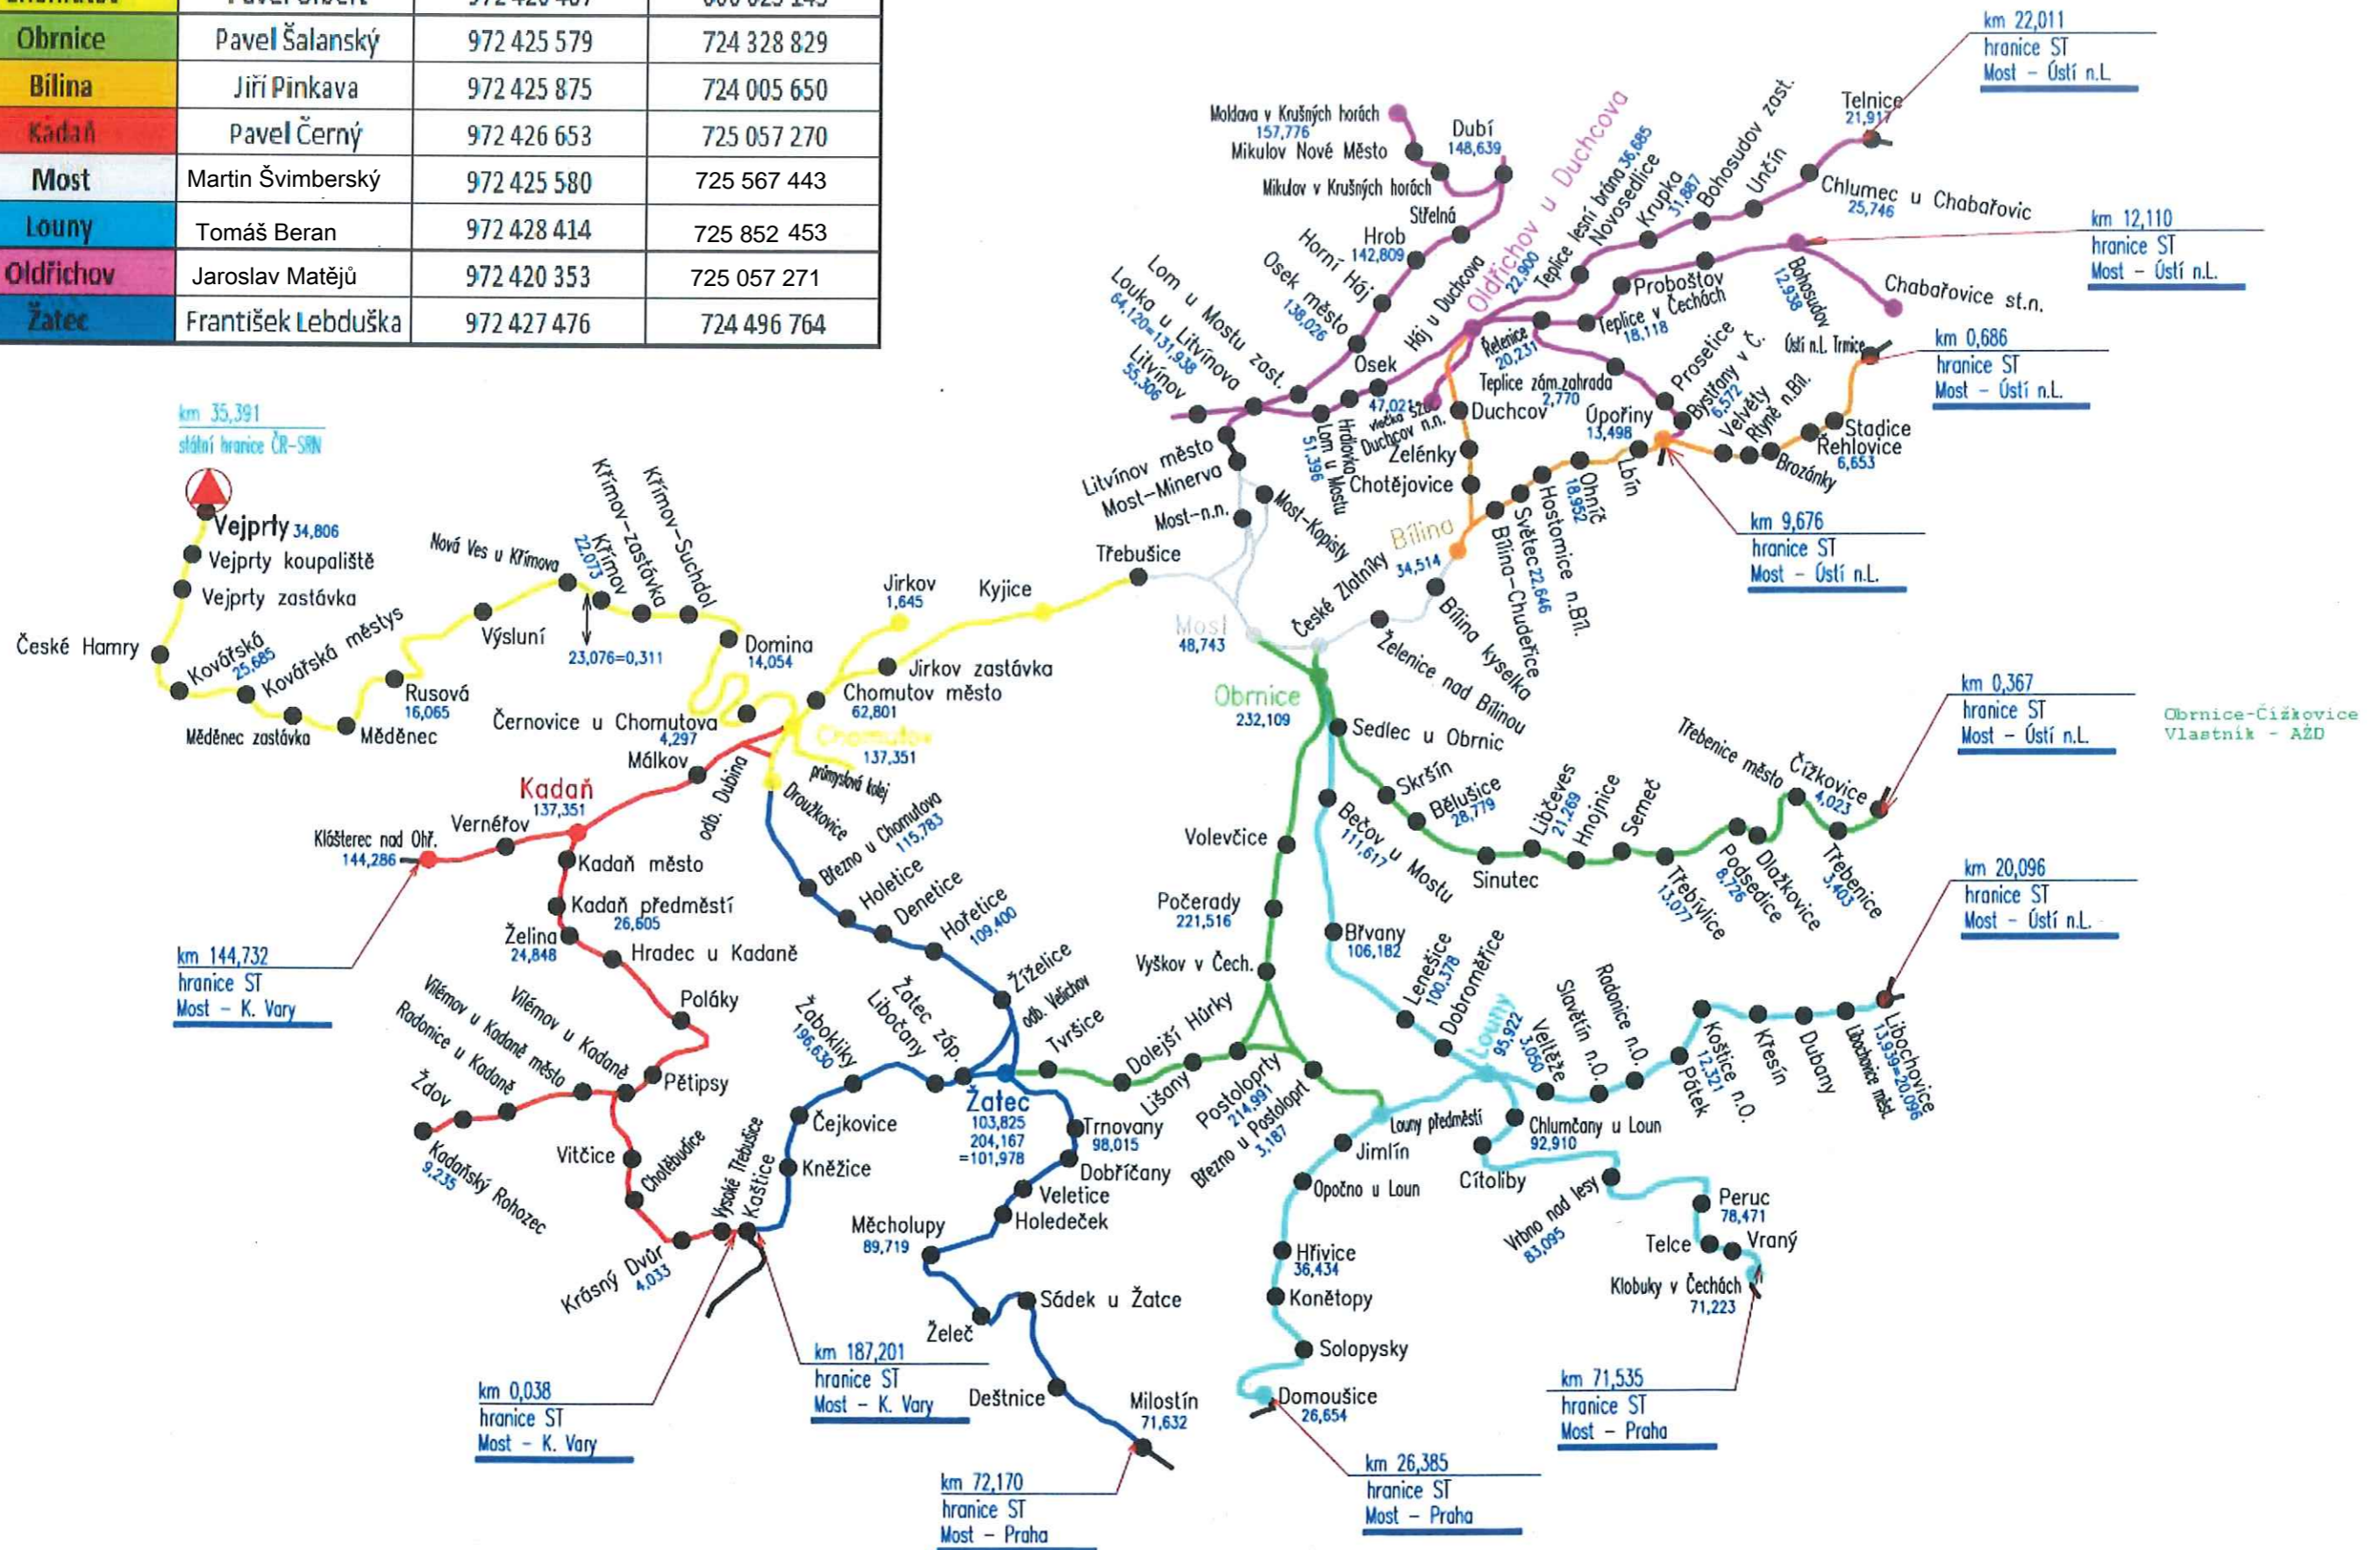 Obrnice Pavel Šalanský 972 425 579 724 328 829
Bílina Jiří Pinkava 972 425 875 724 005 650
Kadaň Pavel Černý 972 426 653 725 057 270
Most Martin Švimberský 972 425 580 725 567 443
Louny Tomáš Beran 972 428 414 725 852 453
Oldřichov Jaroslav Matějů 972 420 353 725 057 271
Žatec František Lebduška 972 427 476 724 496 764
km 22,011
hranice ST
Most – Ústí n.L.
Telnice
21,917
Moldava v Krušných horách
157,776
Mikulov Nové Město
Dubí
148,639
Mikulov v Krušných horách
Střelná
Hrob
142,809
Horní Háj
Osek město
138,026
Lom u Mostu zast.
Louka u Litvínova
64,120=131,938
Litvínov
55,306
Osek
Háj u Duchcova
Oldřichov u Duchcova
22,900
Teplice lesní brána 36,685
Novosedlice
Krupka
31,887
Bohosudov zast.
Unčín
Chlumec u Chabařovic
25,746
km 12,110
hranice ST
Most – Ústí n.L.
Bohosudov
12,938
Chabařovice st.n.
Proboštov
Teplice v Čechách
18,118
Řetenice
20,231
Teplice zám.zahrada
2,770
Prosetice
Bystřany v Č.
6,572
Úpořiny
13,498
Velvěty
Rtyně n.Bíl.
Brozánky
Řehlovice
6,653
Stadice
Ústí n.L. Trmice
km 0,686
hranice ST
Most – Ústí n.L.
km 9,676
hranice ST
Most – Ústí n.L.
47,021
Duchcov n.n.
Hrdlovka
Lom u Mostu
51,396
Duchcov
Želénky
Chotějovice
Lbín
Ohníč
18,952
Hostomice n.Bíl.
Světec 22,646
Bílina-Chudeřice
Bílina
34,514
Bílina kyselka
Želenice nad Bílinou
České Zlatníky
Litvínov město
Most-Minerva
Most-n.n.
Most-Kopisty
Třebušice
Most
48,743
Kyjice
Jirkov
1,645
Jirkov zastávka
Chomutov město
62,801
Chomutov
137,351
průmyslová kolej
km 35,391
státní hranice ČR-SRN
Vejprty 34,806
Vejprty koupaliště
Vejprty zastávka
České Hamry
Kovářská
25,685
Kovářská městys
Měděnec zastávka
Měděnec
Rusová
16,065
Výsluní
Nová Ves u Křimova
Křimov
22,073
23,076=0,311
Křimov-zastávka
Křimov-Suchdol
Domina
14,054
Černovice u Chomutova
4,297
Málkov
odb. Dubina
Kadaň
137,351
Vernéřov
Klášterec nad Ohř.
144,286
km 144,732
hranice ST
Most – K. Vary
Kadaň město
Kadaň předměstí
26,605
Želina
24,848
Hradec u Kadaně
Poláky
Pětipsy
Vilémov u Kadaně
Vilémov u Kadaně město
Radonice u Kadaně
Ždov
Kadaňský Rohozec
9,235
Vitčice
Chotěbudice
Krásný Dvůr
4,033
Vysoké Třebušice
Kaštice
km 0,038
hranice ST
Most – K. Vary
km 187,201
hranice ST
Most – K. Vary
Droužkovice
Březno u Chomutova
115,783
Holetice
Denětice
Hořetice
109,400
Žíželice
odb. Velichov
Žatec záp.
Libočany
Žabokliky
196,630
Čejkovice
Kněžice
Žatec
103,825
204,167
=101,978
Trnovany
98,015
Dobříčany
Veletice
Holedeček
Měcholupy
89,719
Želeč
Sádek u Žatce
Deštnice
Milostín
71,632
km 72,170
hranice ST
Most – Praha
Tvršice
Dolejší Hůrky
Lišany
Postoloprty
214,991
Březno u Postoloprt
3,187
Vyškov v Čech.
Počerady
221,516
Volevčice
Obrnice
232,109
Sedlec u Obrnic
Skršín
Bělušice
28,779
Sinutec
Libčeves
21,269
Hnojnice
Semeč
Třebívlice
13,077
Podsedice
8,726
Dlažkovice
Třebenice město
Třebenice
3,403
Čížkovice
4,023
km 0,367
hranice ST
Most – Ústí n.L.
Obrnice-Čížkovice
Vlastník - AŽD
Bečov u Mostu
111,617
Břvany
106,182
Lenešice
100,378
Dobroměřice
Louny
95,922
Veltěže
3,050
Slavětín n.O.
Radonice n.O.
Pátek
Koštice n.O.
12,321
Křesín
Dubany
Libochovice měst.
Libochovice
13,939=20,096
km 20,096
hranice ST
Most – Ústí n.L.
Louny předměstí
Jimlín
Opočno u Loun
Hřivice
36,434
Konětopy
Solopysky
Domoušice
26,654
km 26,385
hranice ST
Most – Praha
Chlumčany u Loun
92,910
Cítoliby
Vrbno nad lesy
83,095
Peruc
78,471
Telce
Vraný
Klobuky v Čechách
71,223
km 71,535
hranice ST
Most – Praha